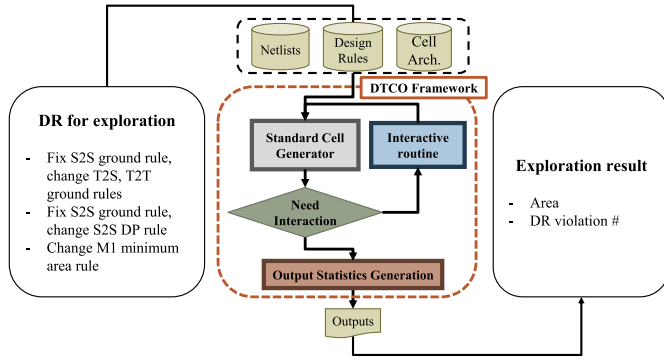 Netlists
Design
Rules
Cell
Arch.
DTCO Framework
DR for exploration
- Fix S2S ground rule,
change T2S, T2T
ground rules
- Fix S2S ground rule,
change S2S DP rule
- Change M1 minimum
area rule
Standard Cell
Generator
Interactive
routine
Need
Interaction
Output Statistics Generation
Outputs
Exploration result
- Area
- DR violation #